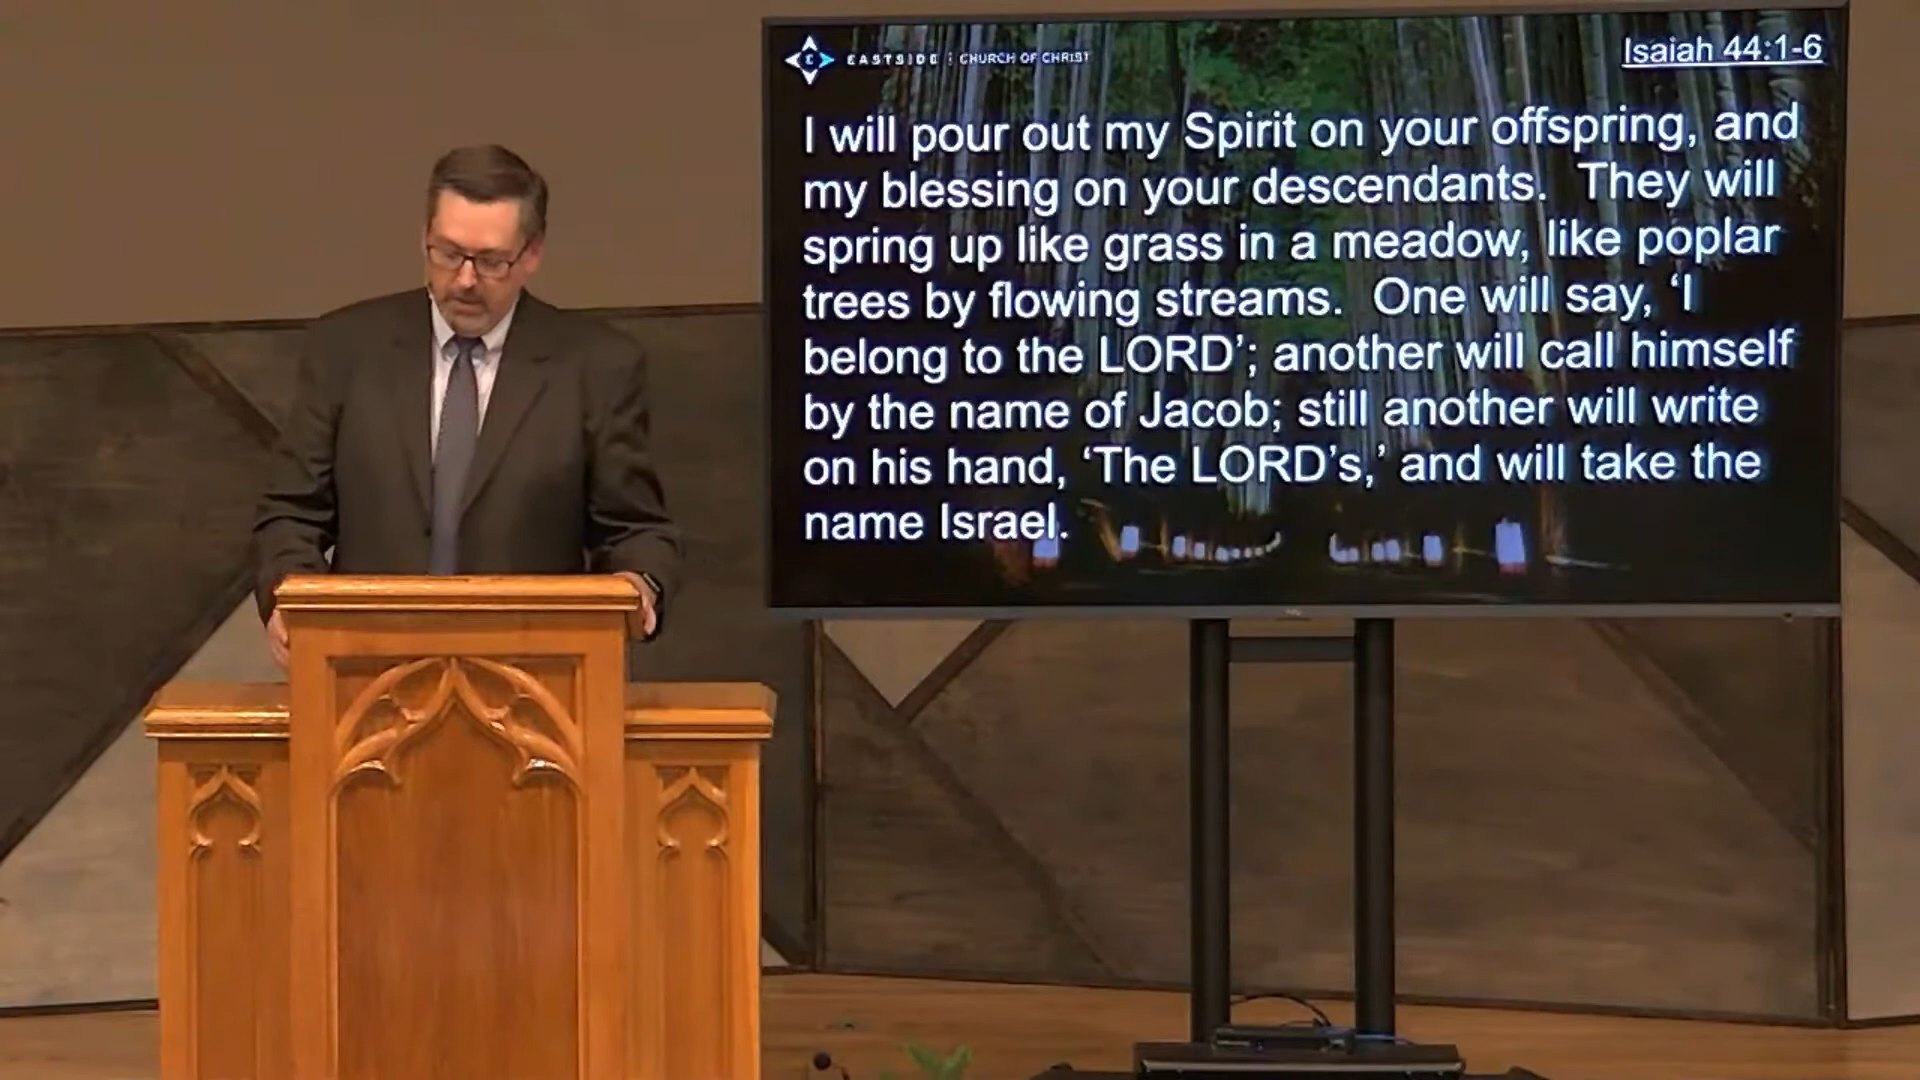 EASTSIDE | CHURCH OF CHRIST
Isaiah 44:1-6
I will pour out my Spirit on your offspring, and
my blessing on your descendants. They will
spring up like grass in a meadow, like poplar
trees by flowing streams. One will say, ‘I
belong to the LORD’; another will call himself
by the name of Jacob; still another will write
on his hand, ‘The LORD’s,’ and will take the
name Israel.